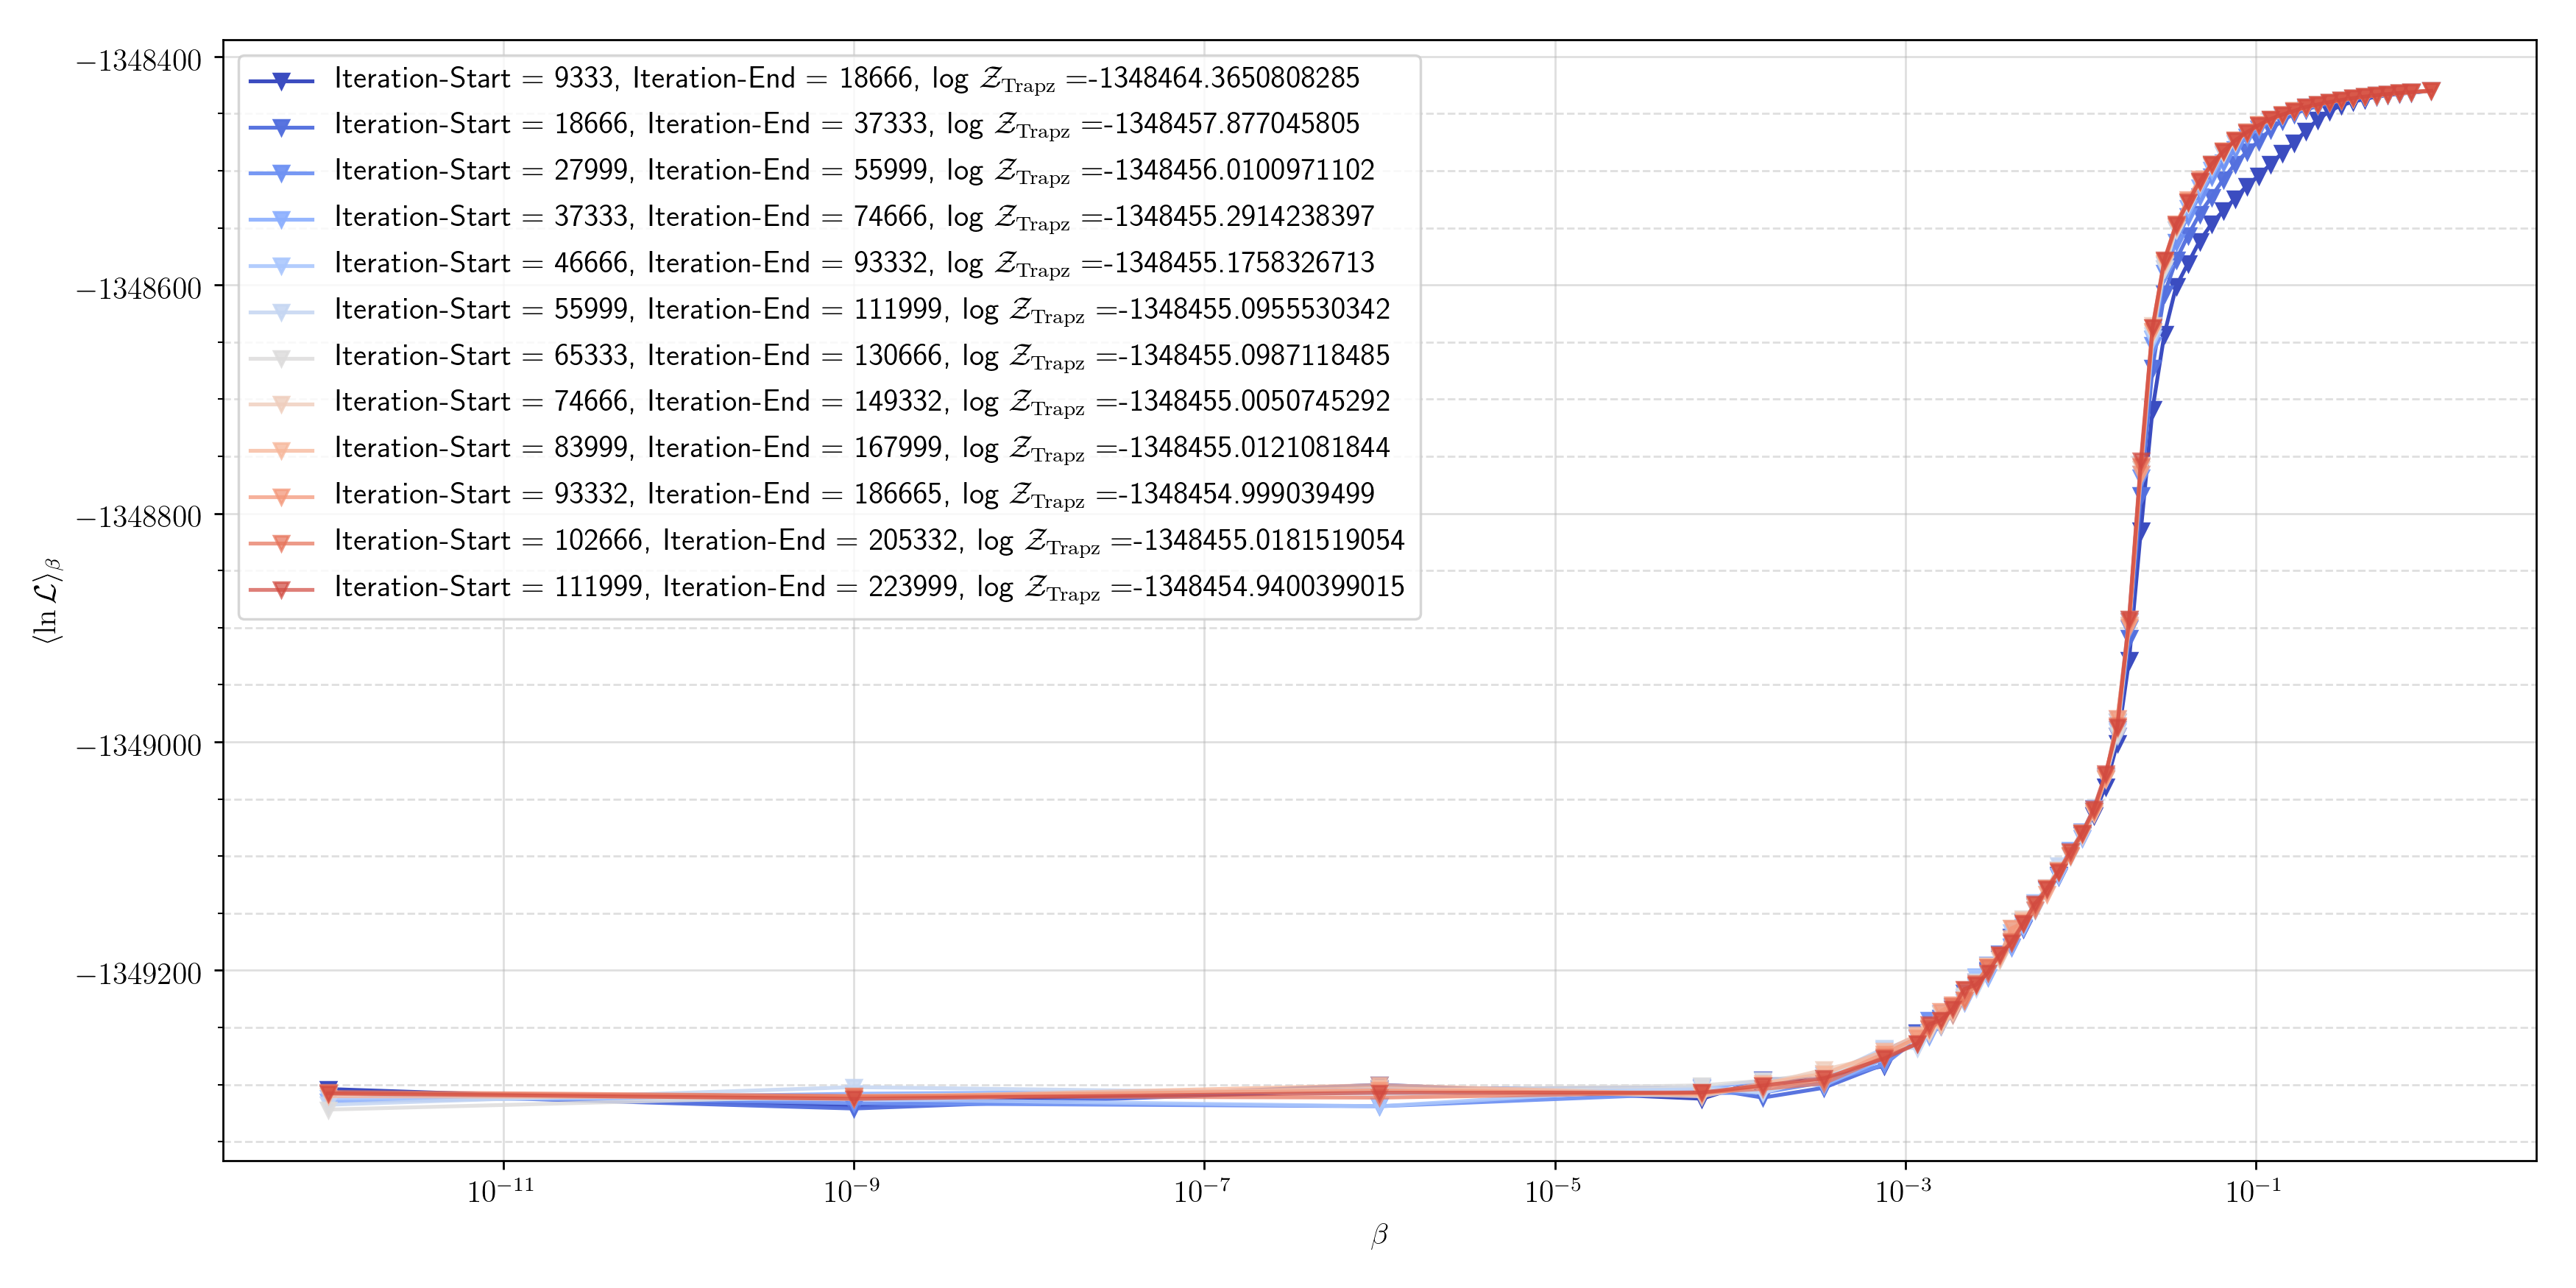 −1348400
−1348600
−1348800
−1349000
−1349200
⟨ln ℒ⟩β
Iteration-Start = 9333, Iteration-End = 18666, log 𝒵Trapz =-1348464.3650808285
Iteration-Start = 18666, Iteration-End = 37333, log 𝒵Trapz =-1348457.877045805
Iteration-Start = 27999, Iteration-End = 55999, log 𝒵Trapz =-1348456.0100971102
Iteration-Start = 37333, Iteration-End = 74666, log 𝒵Trapz =-1348455.2914238397
Iteration-Start = 46666, Iteration-End = 93332, log 𝒵Trapz =-1348455.1758326713
Iteration-Start = 55999, Iteration-End = 111999, log 𝒵Trapz =-1348455.0955530342
Iteration-Start = 65333, Iteration-End = 130666, log 𝒵Trapz =-1348455.0987118485
Iteration-Start = 74666, Iteration-End = 149332, log 𝒵Trapz =-1348455.0050745292
Iteration-Start = 83999, Iteration-End = 167999, log 𝒵Trapz =-1348455.0121081844
Iteration-Start = 93332, Iteration-End = 186665, log 𝒵Trapz =-1348454.999039499
Iteration-Start = 102666, Iteration-End = 205332, log 𝒵Trapz =-1348455.0181519054
Iteration-Start = 111999, Iteration-End = 223999, log 𝒵Trapz =-1348454.9400399015
10⁻¹¹ 10⁻⁹ 10⁻⁷ 10⁻⁵ 10⁻³ 10⁻¹
β